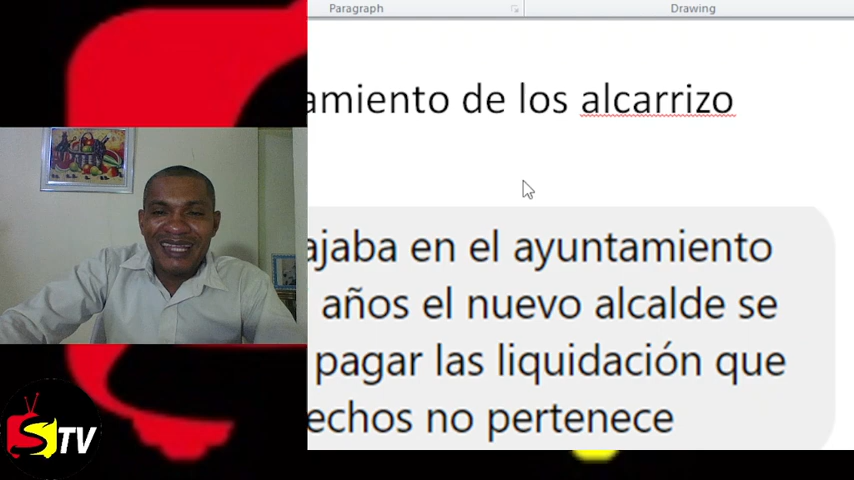 Paragraph
Drawing
amiento de los alcarrizo
ajaba en el ayuntamiento
años el nuevo alcalde se
pagar las liquidación que
echos no pertenece
STV